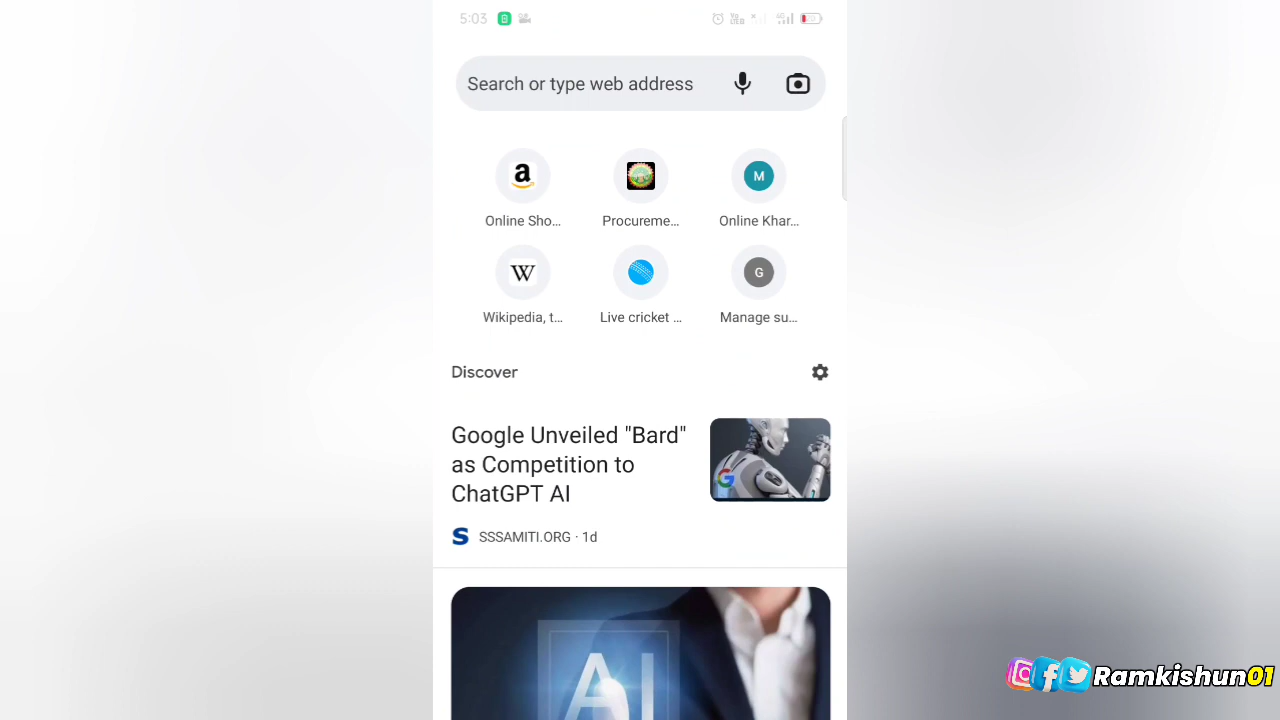 5:03
Search or type web address
a
M
Online Sho...
Procureme...
Online Khar...
W
G
Wikipedia, t...
Live cricket ...
Manage su...
Discover
Google Unveiled "Bard"
as Competition to
ChatGPT AI
G
S SSSAMITI.ORG · 1d
AI
Ramkishun01